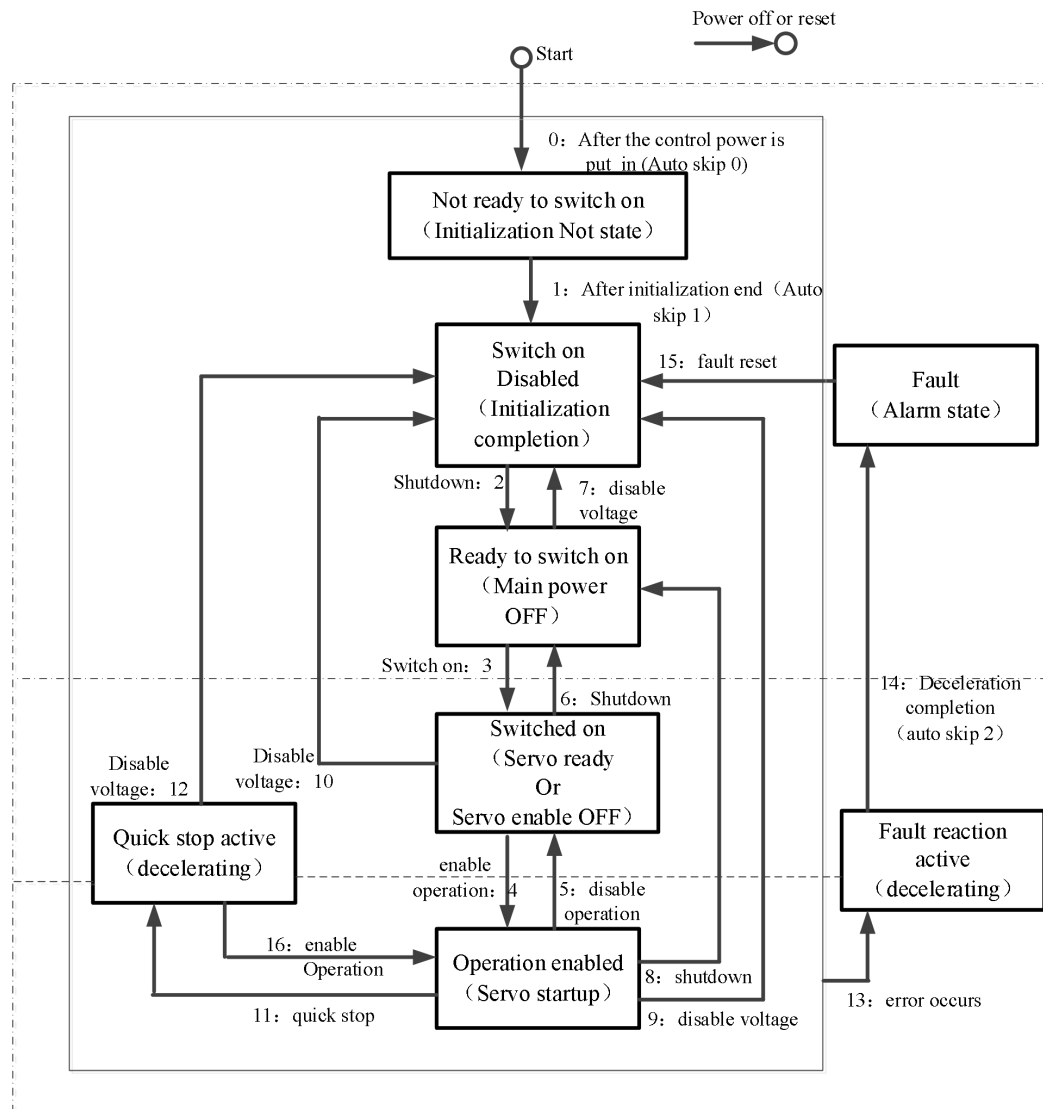 Power off or reset
Start
0：After the control power is
put in (Auto skip 0)
Not ready to switch on
（Initialization Not state）
1：After initialization end（Auto
skip 1）
Switch on
Disabled
（Initialization
completion）
15：fault reset
Fault
（Alarm state）
Shutdown：2
7：disable
voltage
Ready to switch on
（Main power
OFF）
Switch on：3
6：Shutdown
14：Deceleration
completion
（auto skip 2）
Switched on
（Servo ready
Or
Servo enable OFF）
Disable
voltage：12
Disable
voltage：10
Quick stop active
（decelerating）
Fault reaction
active
（decelerating）
enable
operation：4
5：disable
operation
16：enable
Operation
Operation enabled
（Servo startup）
8：shutdown
11：quick stop
9：disable voltage
13：error occurs